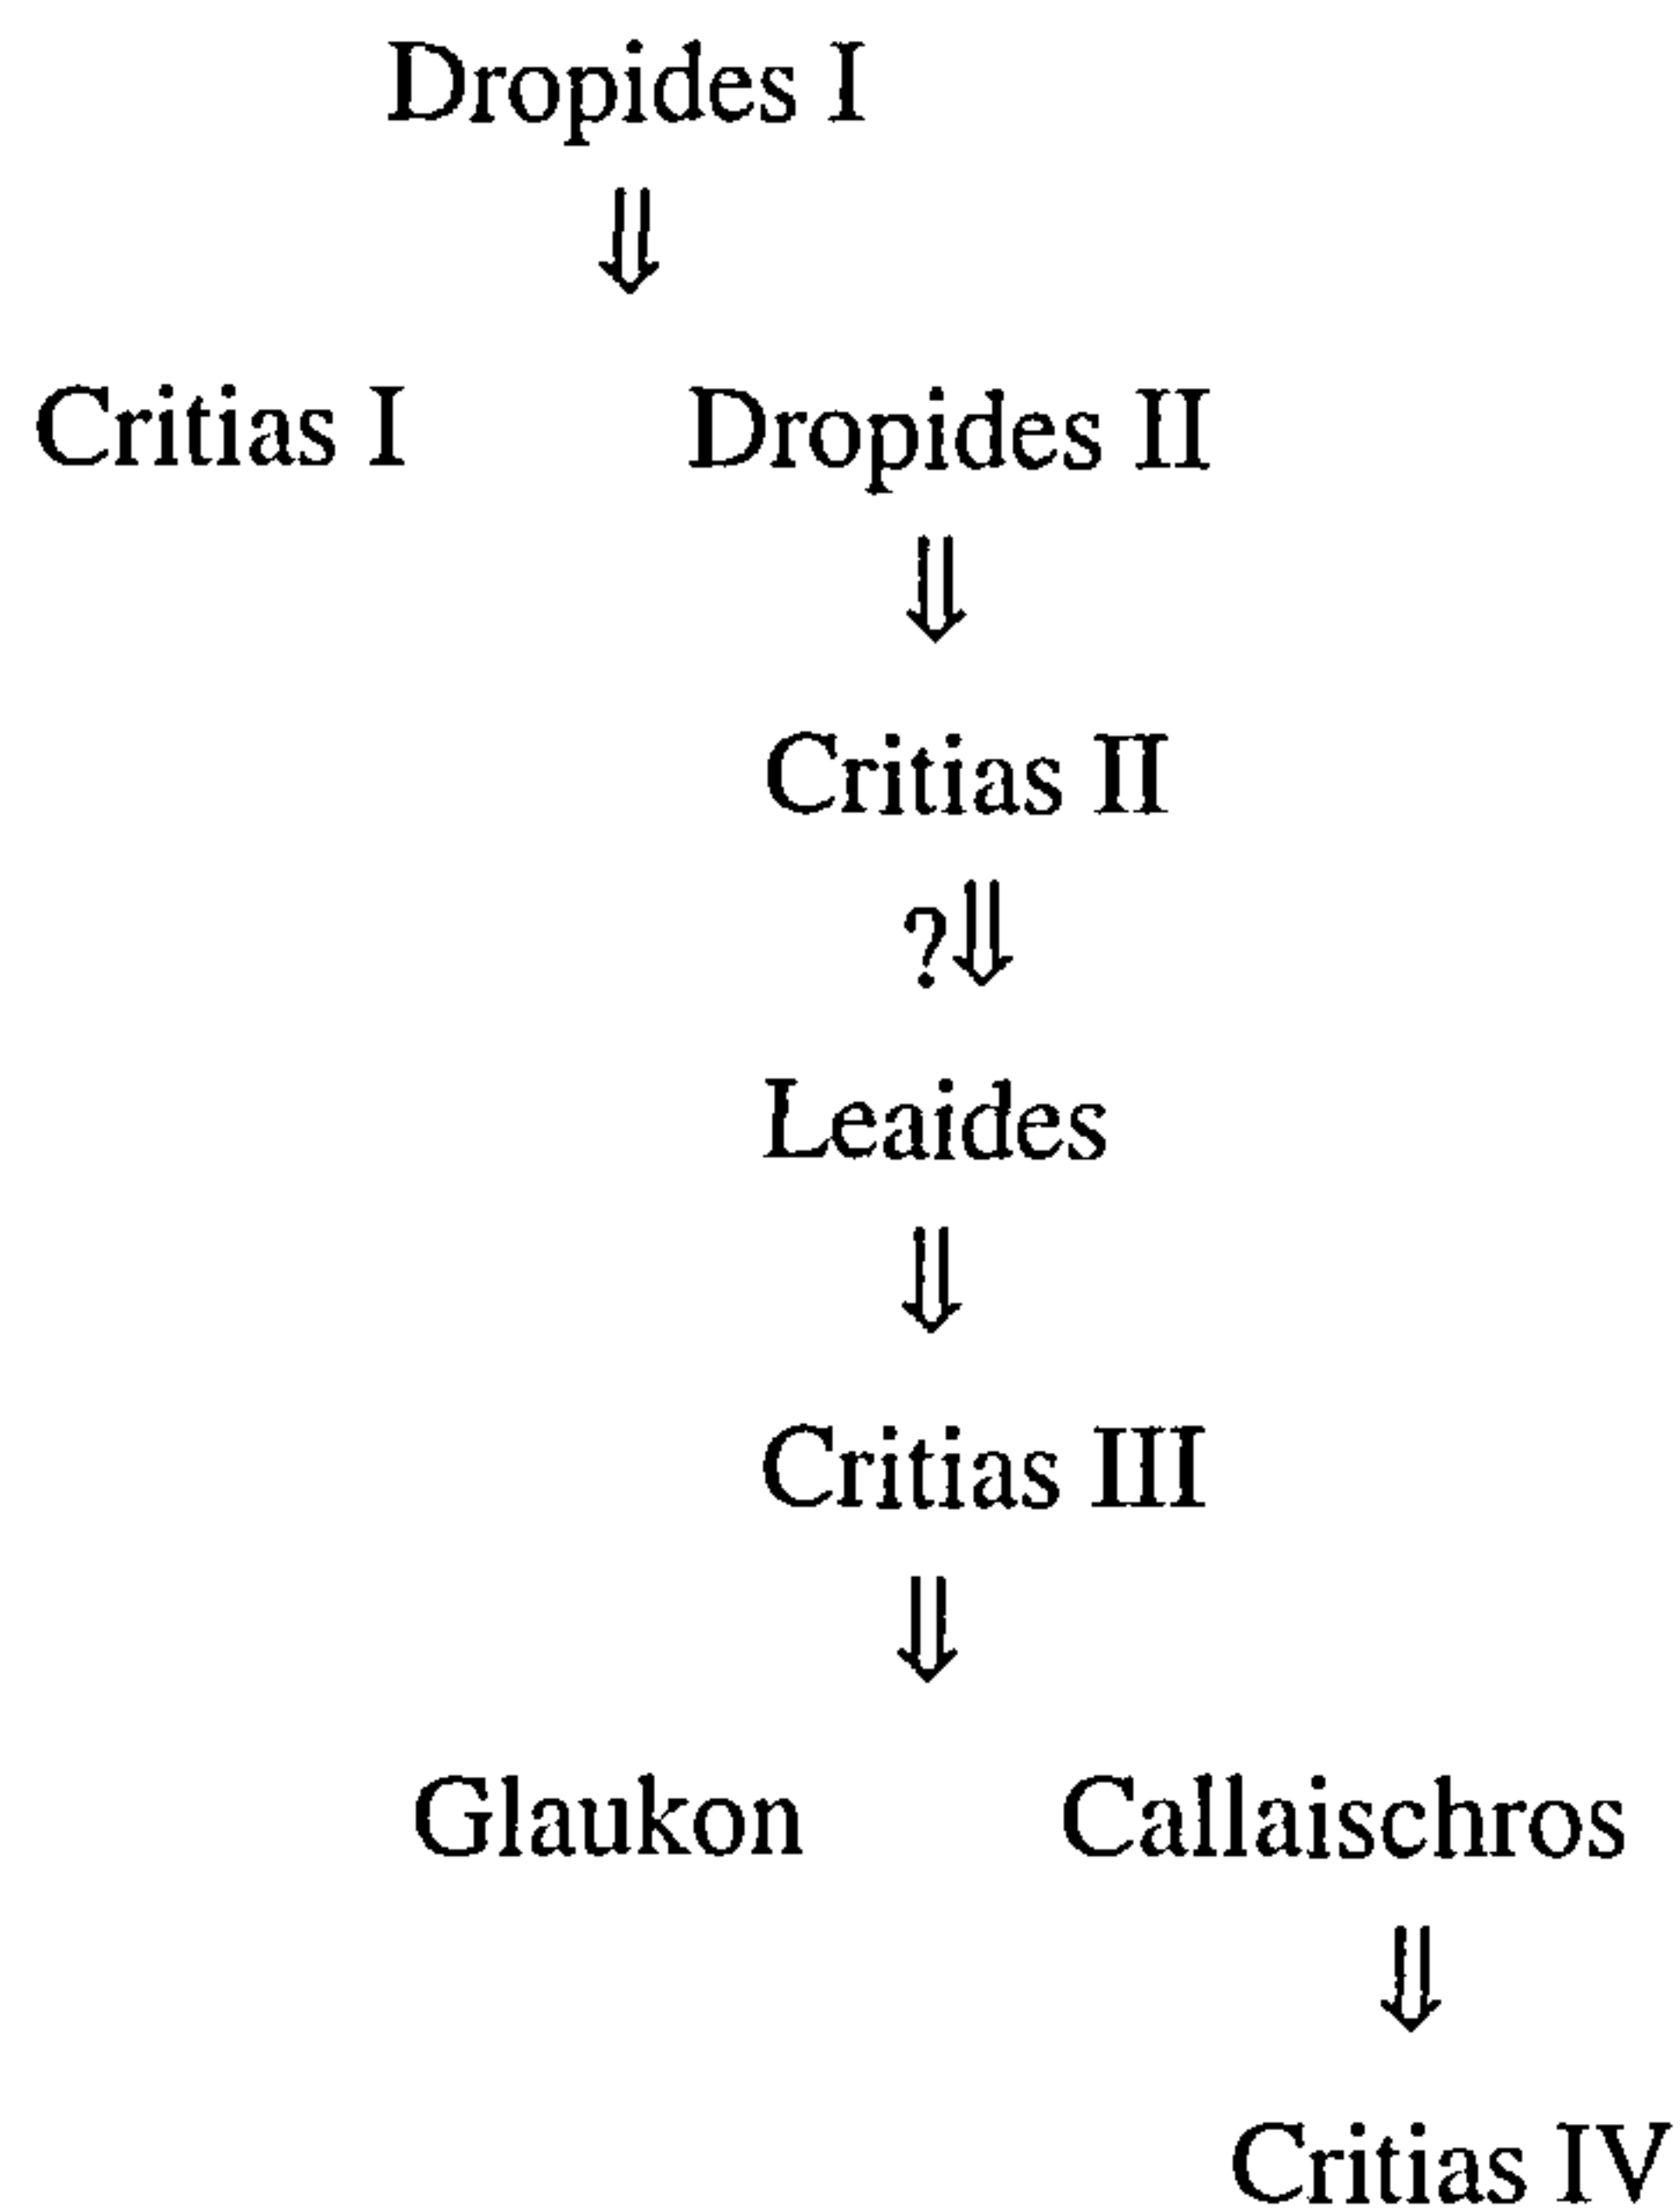 Dropides I
⇓
Critias I Dropides II
⇓
Critias II
?⇓
Leaides
⇓
Critias III
⇓
Glaukon Callaischros
⇓
Critias IV